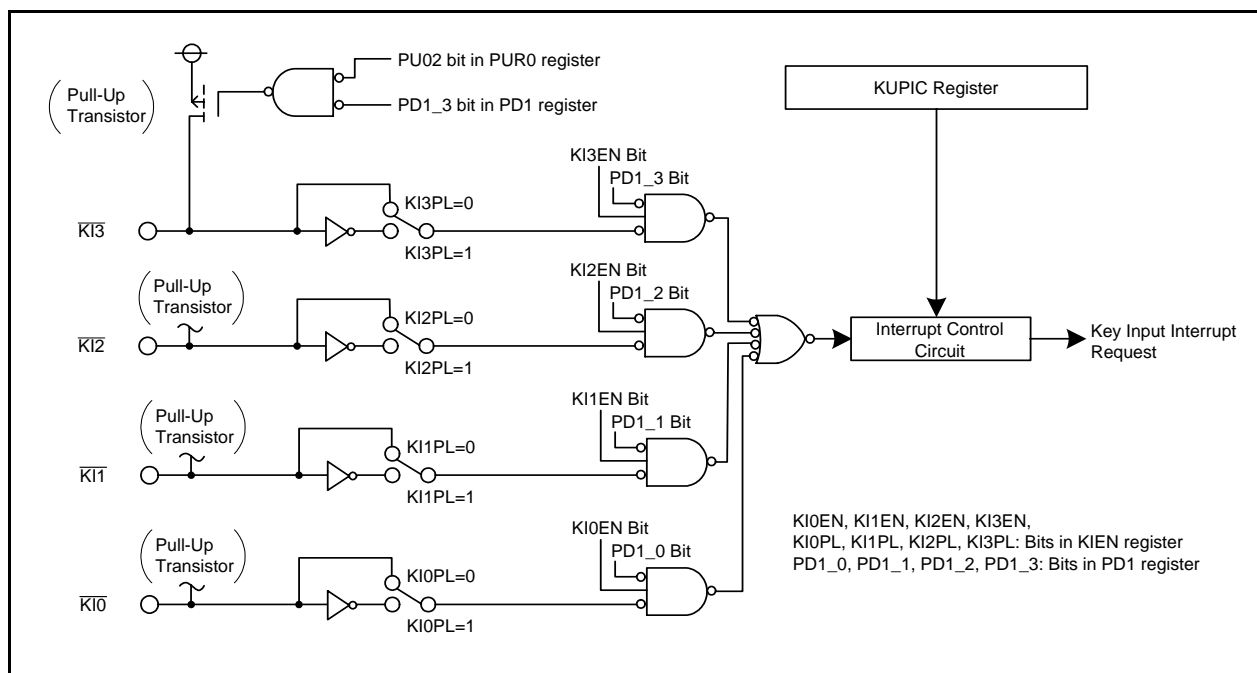 PU02 bit in PUR0 register
Pull-Up
Transistor
PD1_3 bit in PD1 register
KUPIC Register
KI3EN Bit
PD1_3 Bit
KI3PL=0
KI3
KI3PL=1
Pull-Up
Transistor
KI2EN Bit
PD1_2 Bit
KI2PL=0
KI2
KI2PL=1
Interrupt Control
Circuit
Key Input Interrupt
Request
Pull-Up
Transistor
KI1EN Bit
PD1_1 Bit
KI1PL=0
KI1
KI1PL=1
Pull-Up
Transistor
KI0EN Bit
PD1_0 Bit
KI0PL=0
KI0
KI0PL=1
KI0EN, KI1EN, KI2EN, KI3EN,
KI0PL, KI1PL, KI2PL, KI3PL: Bits in KIEN register
PD1_0, PD1_1, PD1_2, PD1_3: Bits in PD1 register